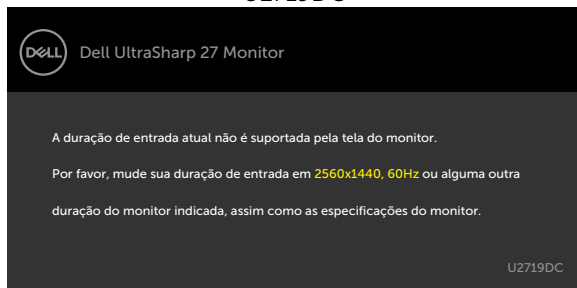 DELL
Dell UltraSharp 27 Monitor
A duração de entrada atual não é suportada pela tela do monitor.
Por favor, mude sua duração de entrada em 2560x1440, 60Hz ou alguma outra
duração do monitor indicada, assim como as especificações do monitor.
U2719DC